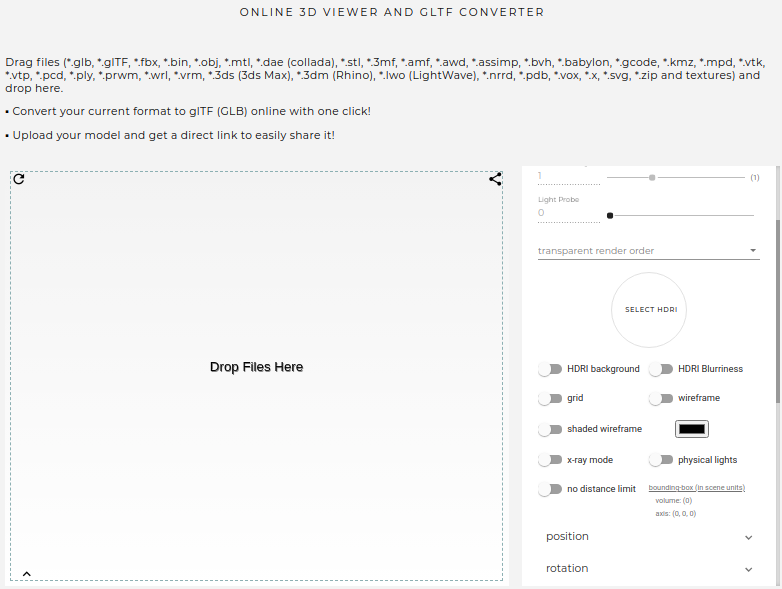 ONLINE 3D VIEWER AND GLTF CONVERTER
Drag files (*.glb, *.glTF, *.fbx, *.bin, *.obj, *.mtl, *.dae (collada), *.stl, *.3mf, *.amf, *.awd, *.assimp, *.bvh, *.babylon, *.gcode, *.kmz, *.mpd, *.vtk,
*.vtp, *.pcd, *.ply, *.prwm, *.wrl, *.vrm, *.3ds (3ds Max), *.3dm (Rhino), *.lwo (LightWave), *.nrrd, *.pdb, *.vox, *.x, *.svg, *.zip and textures) and
drop here.
▪ Convert your current format to glTF (GLB) online with one click!
▪ Upload your model and get a direct link to easily share it!
Drop Files Here
1 (1)
Light Probe
0
transparent render order
SELECT HDRI
HDRI background HDRI Blurriness
grid wireframe
shaded wireframe
x-ray mode physical lights
no distance limit bounding-box (in scene units)
volume: (0)
axis: (0, 0, 0)
position
rotation